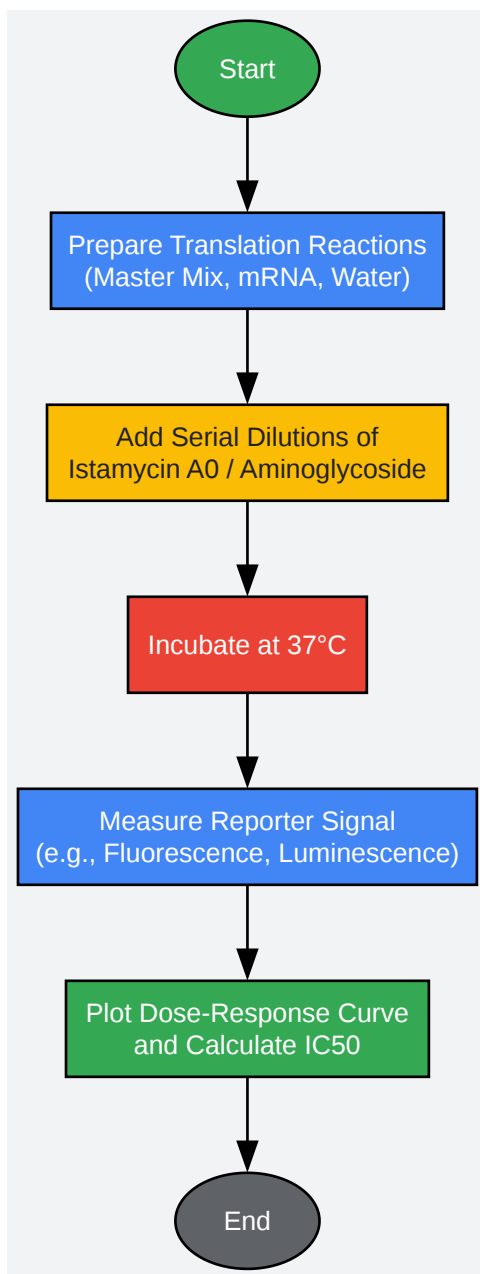 Start
Prepare Translation Reactions
(Master Mix, mRNA, Water)
Add Serial Dilutions of
Istamycin A0 / Aminoglycoside
Incubate at 37°C
Measure Reporter Signal
(e.g., Fluorescence, Luminescence)
Plot Dose-Response Curve
and Calculate IC50
End